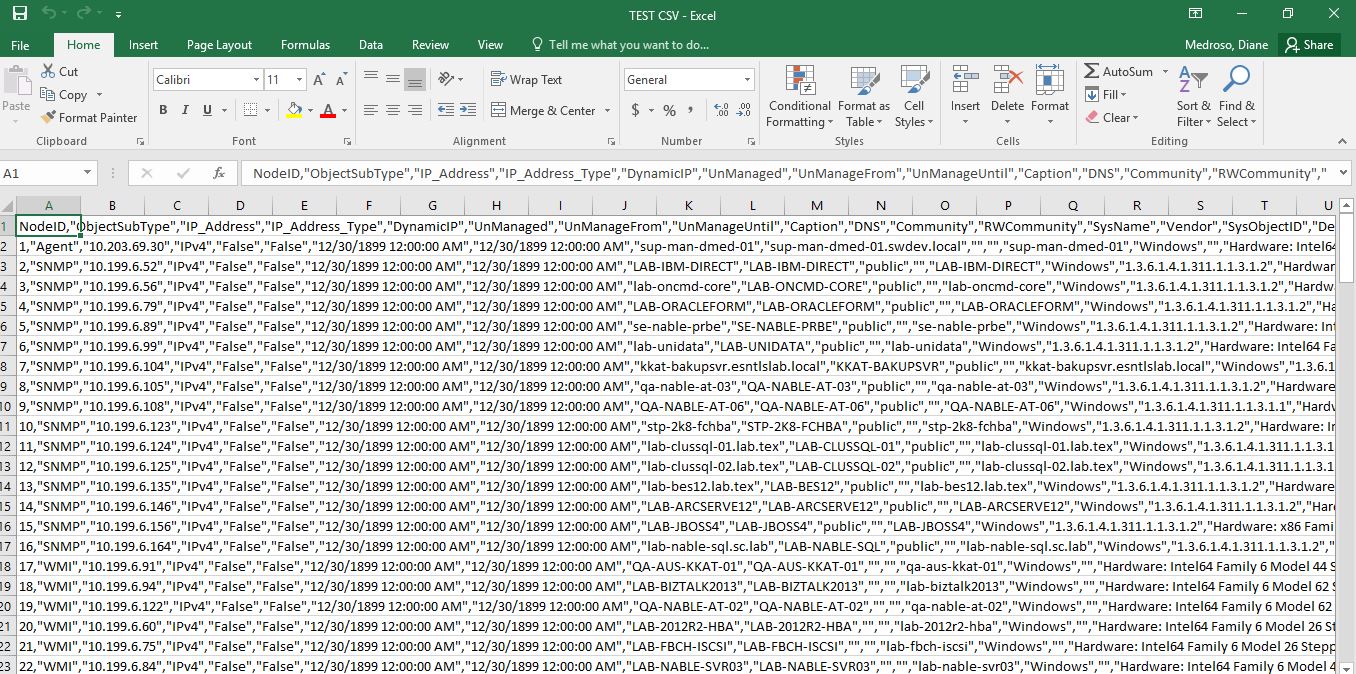 TEST CSV - Excel
File Home Insert Page Layout Formulas Data Review View Tell me what you want to do... Medroso, Diane Share
Paste Cut Copy Format Painter Clipboard
Calibri 11 A A B I U A Font
Wrap Text Merge & Center Alignment
General $ % , .00 .0 Number
Conditional Formatting Format as Table Cell Styles Styles
Insert Delete Format Cells
AutoSum Fill Clear Sort & Filter Find & Select Editing
A1 fx NodeID,"ObjectSubType","IP_Address","IP_Address_Type","DynamicIP","UnManaged","UnManageFrom","UnManageUntil","Caption","DNS","Community","RWCommunity","
A B C D E F G H I J K L M N O P Q R S T U
1 NodeID,"ObjectSubType","IP_Address","IP_Address_Type","DynamicIP","UnManaged","UnManageFrom","UnManageUntil","Caption","DNS","Community","RWCommunity","SysName","Vendor","SysObjectID","De
2 1,"Agent","10.203.69.30","IPv4","False","False","12/30/1899 12:00:00 AM","12/30/1899 12:00:00 AM","sup-man-dmed-01","sup-man-dmed-01.swdev.local","","","sup-man-dmed-01","Windows","","Hardware: Intel64
3 2,"SNMP","10.199.6.52","IPv4","False","False","12/30/1899 12:00:00 AM","12/30/1899 12:00:00 AM","LAB-IBM-DIRECT","LAB-IBM-DIRECT","public","","LAB-IBM-DIRECT","Windows","1.3.6.1.4.1.311.1.1.3.1.2","Hardwar
4 3,"SNMP","10.199.6.56","IPv4","False","False","12/30/1899 12:00:00 AM","12/30/1899 12:00:00 AM","lab-oncmd-core","LAB-ONCMD-CORE","public","","lab-oncmd-core","Windows","1.3.6.1.4.1.311.1.1.3.1.2","Hardw
5 4,"SNMP","10.199.6.79","IPv4","False","False","12/30/1899 12:00:00 AM","12/30/1899 12:00:00 AM","LAB-ORACLEFORM","LAB-ORACLEFORM","public","","LAB-ORACLEFORM","Windows","1.3.6.1.4.1.311.1.1.3.1.2","Ha
6 5,"SNMP","10.199.6.89","IPv4","False","False","12/30/1899 12:00:00 AM","12/30/1899 12:00:00 AM","se-nable-prbe","SE-NABLE-PRBE","public","","se-nable-prbe","Windows","1.3.6.1.4.1.311.1.1.3.1.2","Hardware: Int
7 6,"SNMP","10.199.6.99","IPv4","False","False","12/30/1899 12:00:00 AM","12/30/1899 12:00:00 AM","lab-unidata","LAB-UNIDATA","public","","lab-unidata","Windows","1.3.6.1.4.1.311.1.1.3.1.2","Hardware: Intel64 Fa
8 7,"SNMP","10.199.6.104","IPv4","False","False","12/30/1899 12:00:00 AM","12/30/1899 12:00:00 AM","kkat-bakupsvr.esntlslab.local","KKAT-BAKUPSVR","public","","kkat-bakupsvr.esntlslab.local","Windows","1.3.6.1
9 8,"SNMP","10.199.6.105","IPv4","False","False","12/30/1899 12:00:00 AM","12/30/1899 12:00:00 AM","qa-nable-at-03","QA-NABLE-AT-03","public","","qa-nable-at-03","Windows","1.3.6.1.4.1.311.1.1.3.1.2","Hardware
10 9,"SNMP","10.199.6.108","IPv4","False","False","12/30/1899 12:00:00 AM","12/30/1899 12:00:00 AM","QA-NABLE-AT-06","QA-NABLE-AT-06","public","","QA-NABLE-AT-06","Windows","1.3.6.1.4.1.311.1.1.3.1.1","Hardw
11 10,"SNMP","10.199.6.123","IPv4","False","False","12/30/1899 12:00:00 AM","12/30/1899 12:00:00 AM","stp-2k8-fchba","STP-2K8-FCHBA","public","","stp-2k8-fchba","Windows","1.3.6.1.4.1.311.1.1.3.1.2","Hardware: I
12 11,"SNMP","10.199.6.124","IPv4","False","False","12/30/1899 12:00:00 AM","12/30/1899 12:00:00 AM","lab-clussql-01.lab.tex","LAB-CLUSSQL-01","public","","lab-clussql-01.lab.tex","Windows","1.3.6.1.4.1.311.1.1.3.1
13 12,"SNMP","10.199.6.125","IPv4","False","False","12/30/1899 12:00:00 AM","12/30/1899 12:00:00 AM","lab-clussql-02.lab.tex","LAB-CLUSSQL-02","public","","lab-clussql-02.lab.tex","Windows","1.3.6.1.4.1.311.1.1.3.1
14 13,"SNMP","10.199.6.135","IPv4","False","False","12/30/1899 12:00:00 AM","12/30/1899 12:00:00 AM","lab-bes12.lab.tex","LAB-BES12","public","","lab-bes12.lab.tex","Windows","1.3.6.1.4.1.311.1.1.3.1.2","Hardware:
15 14,"SNMP","10.199.6.146","IPv4","False","False","12/30/1899 12:00:00 AM","12/30/1899 12:00:00 AM","LAB-ARCSERVE12","LAB-ARCSERVE12","public","","LAB-ARCSERVE12","Windows","1.3.6.1.4.1.311.1.1.3.1.2","Har
16 15,"SNMP","10.199.6.156","IPv4","False","False","12/30/1899 12:00:00 AM","12/30/1899 12:00:00 AM","LAB-JBOSS4","LAB-JBOSS4","public","","LAB-JBOSS4","Windows","1.3.6.1.4.1.311.1.1.3.1.2","Hardware: x86 Fami
17 16,"SNMP","10.199.6.164","IPv4","False","False","12/30/1899 12:00:00 AM","12/30/1899 12:00:00 AM","lab-nable-sql.sc.lab","LAB-NABLE-SQL","public","","lab-nable-sql.sc.lab","Windows","1.3.6.1.4.1.311.1.1.3.1.2","
18 17,"WMI","10.199.6.91","IPv4","False","False","12/30/1899 12:00:00 AM","12/30/1899 12:00:00 AM","QA-AUS-KKAT-01","QA-AUS-KKAT-01","","","qa-aus-kkat-01","Windows","","Hardware: Intel64 Family 6 Model 44 S
19 18,"WMI","10.199.6.94","IPv4","False","False","12/30/1899 12:00:00 AM","12/30/1899 12:00:00 AM","LAB-BIZTALK2013","LAB-BIZTALK2013","","","lab-biztalk2013","Windows","","Hardware: Intel64 Family 6 Model 62 S
20 19,"WMI","10.199.6.122","IPv4","False","False","12/30/1899 12:00:00 AM","12/30/1899 12:00:00 AM","QA-NABLE-AT-02","QA-NABLE-AT-02","","","qa-nable-at-02","Windows","","Hardware: Intel64 Family 6 Model 62
21 20,"WMI","10.199.6.60","IPv4","False","False","12/30/1899 12:00:00 AM","12/30/1899 12:00:00 AM","LAB-2012R2-HBA","LAB-2012R2-HBA","","","lab-2012r2-hba","Windows","","Hardware: Intel64 Family 6 Model 26 St
22 21,"WMI","10.199.6.75","IPv4","False","False","12/30/1899 12:00:00 AM","12/30/1899 12:00:00 AM","LAB-FBCH-ISCSI","LAB-FBCH-ISCSI","","","lab-fbch-iscsi","Windows","","Hardware: Intel64 Family 6 Model 26 Stepp
23 22,"WMI","10.199.6.84","IPv4","False","False","12/30/1899 12:00:00 AM","12/30/1899 12:00:00 AM","LAB-NABLE-SVR03","LAB-NABLE-SVR03","","","lab-nable-svr03","Windows","","Hardware: Intel64 Family 6 Model 4